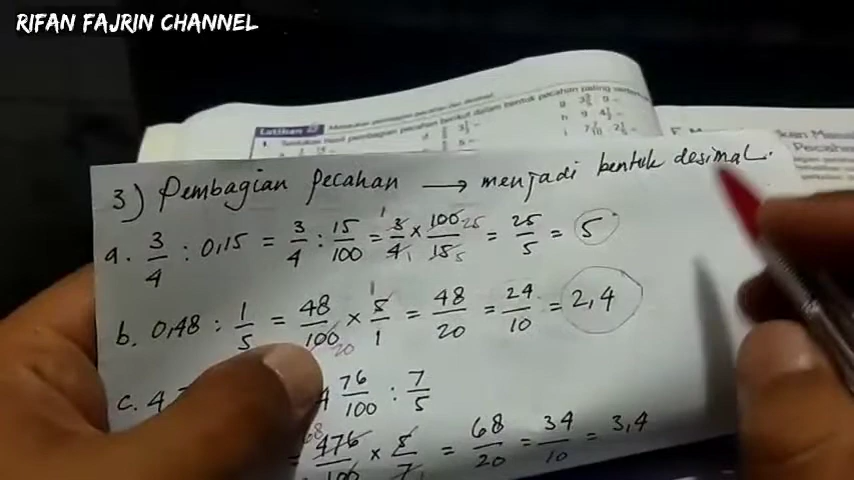 RIFAN FAJRIN CHANNEL
Latihan
3) Pembagian pecahan → menjadi bentuk desimal.
a. 3/4 : 0,15 = 3/4 : 15/100 = 3/4 × 100/15 = 25/5 = 5
b. 0,48 : 1/5 = 48/100 × 5/1 = 48/20 = 24/10 = 2,4
c. 4 76/100 : 7/5
= 476/100 × 5/7 = 68/20 = 34/10 = 3,4